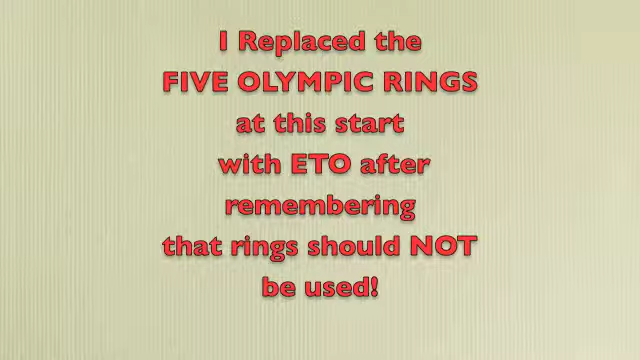 I Replaced the
FIVE OLYMPIC RINGS
at this start
with ETO after
remembering
that rings should NOT
be used!